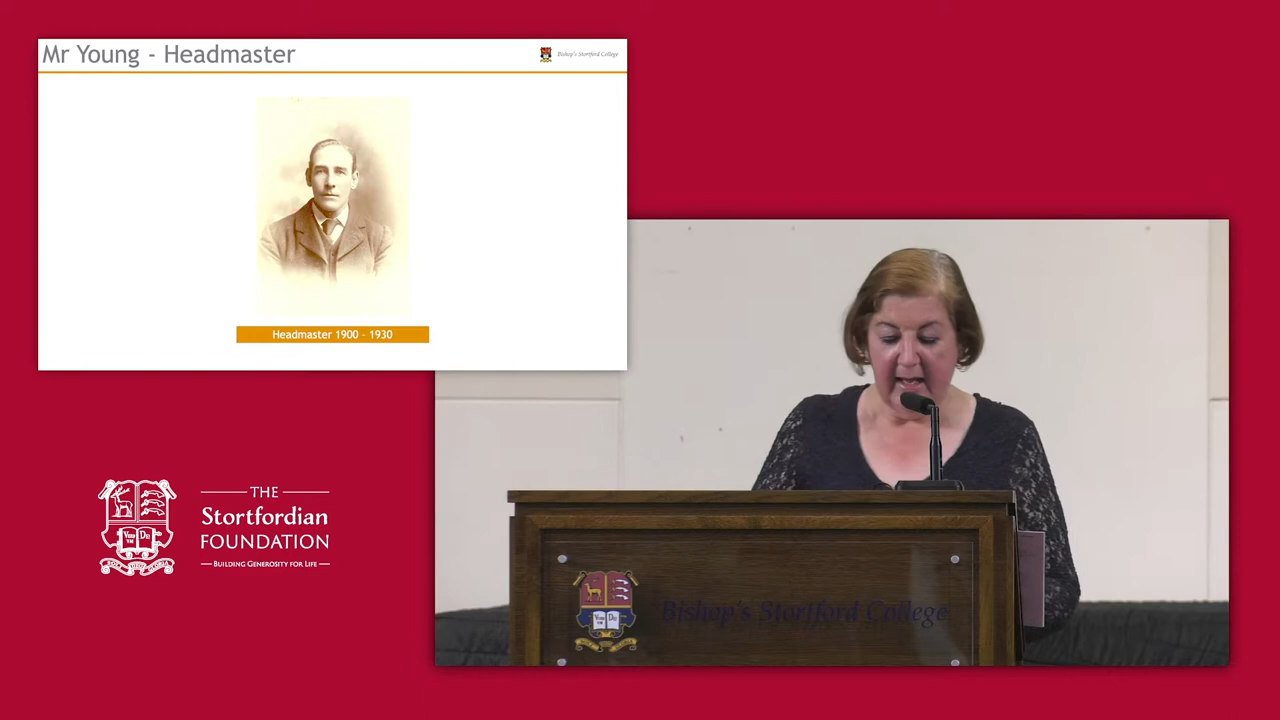 Mr Young - Headmaster
Bishop's Stortford College
Headmaster 1900 - 1930
THE
Stortfordian
FOUNDATION
BUILDING GENEROSITY FOR LIFE
Bishop's Stortford College